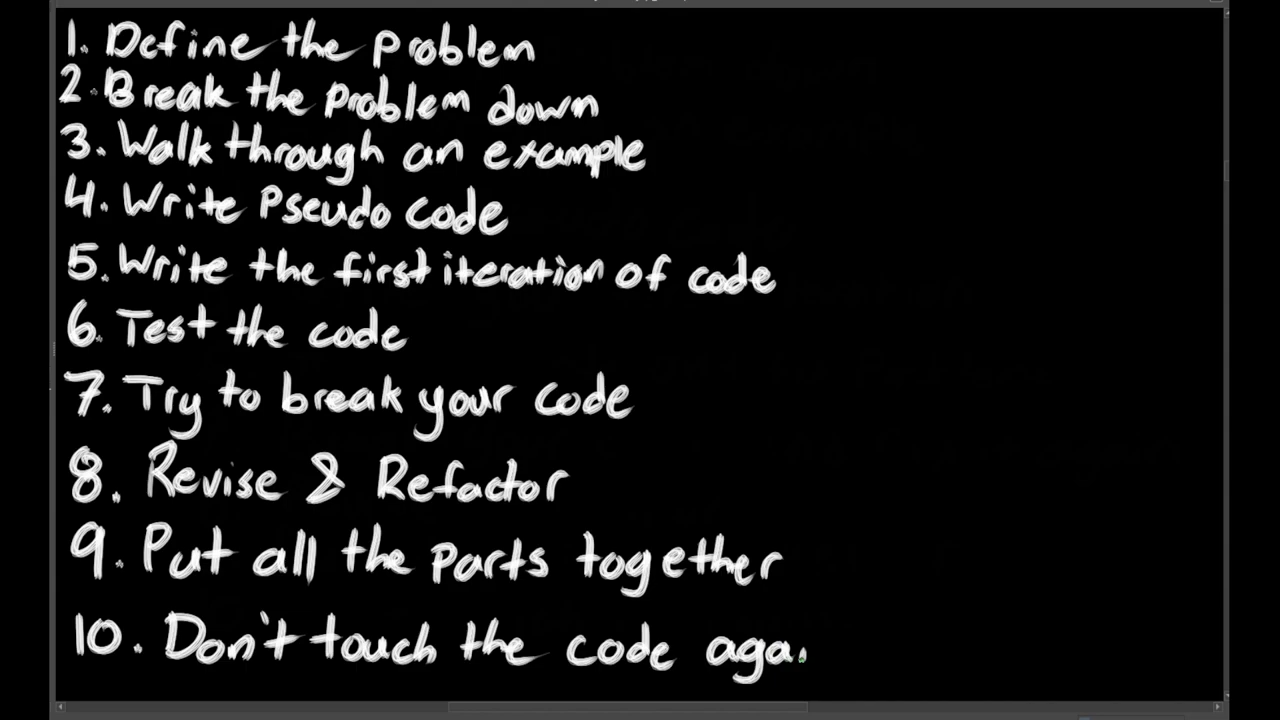 1. Define the problem
2. Break the problem down
3. Walk through an example
4. Write Pseudo code
5. Write the first iteration of code
6. Test the code
7. Try to break your code
8. Revise & Refactor
9. Put all the parts together
10. Don't touch the code aga